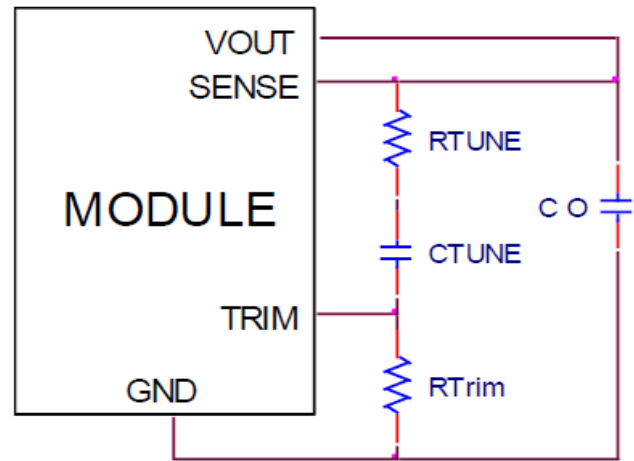 VOUT
SENSE
RTUNE
MODULE
C O
CTUNE
TRIM
GND
RTrim